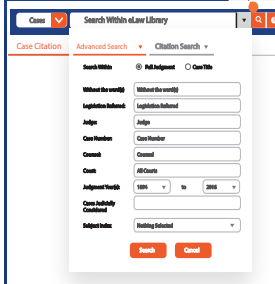 Cases Search Within eLaw Library
Case Citation Advanced Search Citation Search
Search Within Full Judgment Case Title
Without the word(s) Without the word(s)
Legislation Referred: Legislation Referred
Judge: Judge
Case Number: Case Number
Counsel: Counsel
Court: All Courts
Judgment Year(s): 1894 to 2016
Cases Judicially
Considered
Subject Index: Nothing Selected
Search Cancel